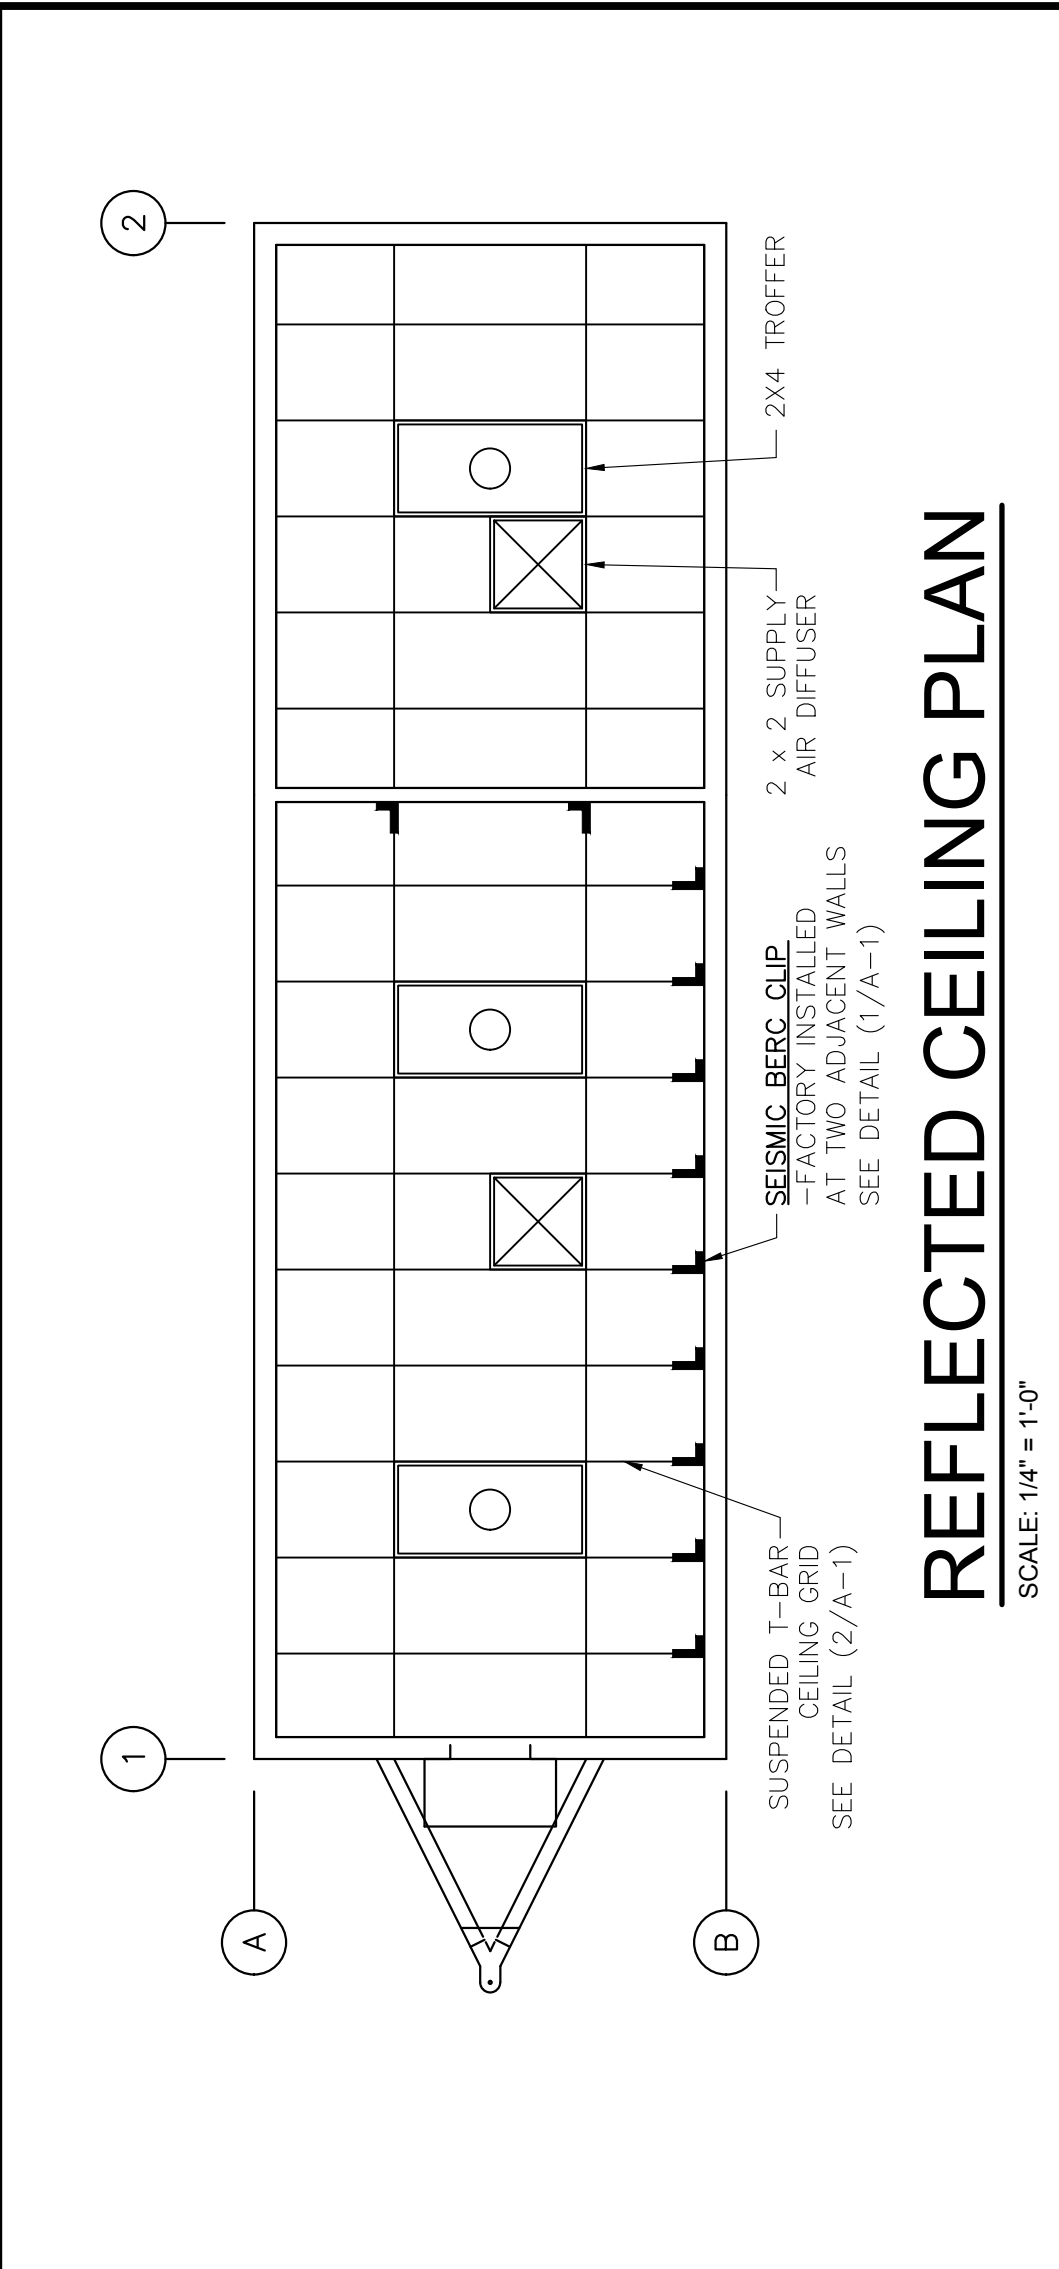 1
2
A
B
SUSPENDED T-BAR
CEILING GRID
SEE DETAIL (2/A-1)
SEISMIC BERC CLIP
-FACTORY INSTALLED
AT TWO ADJACENT WALLS
SEE DETAIL (1/A-1)
2 x 2 SUPPLY
AIR DIFFUSER
2X4 TROFFER
REFLECTED CEILING PLAN
SCALE: 1/4" = 1'-0"